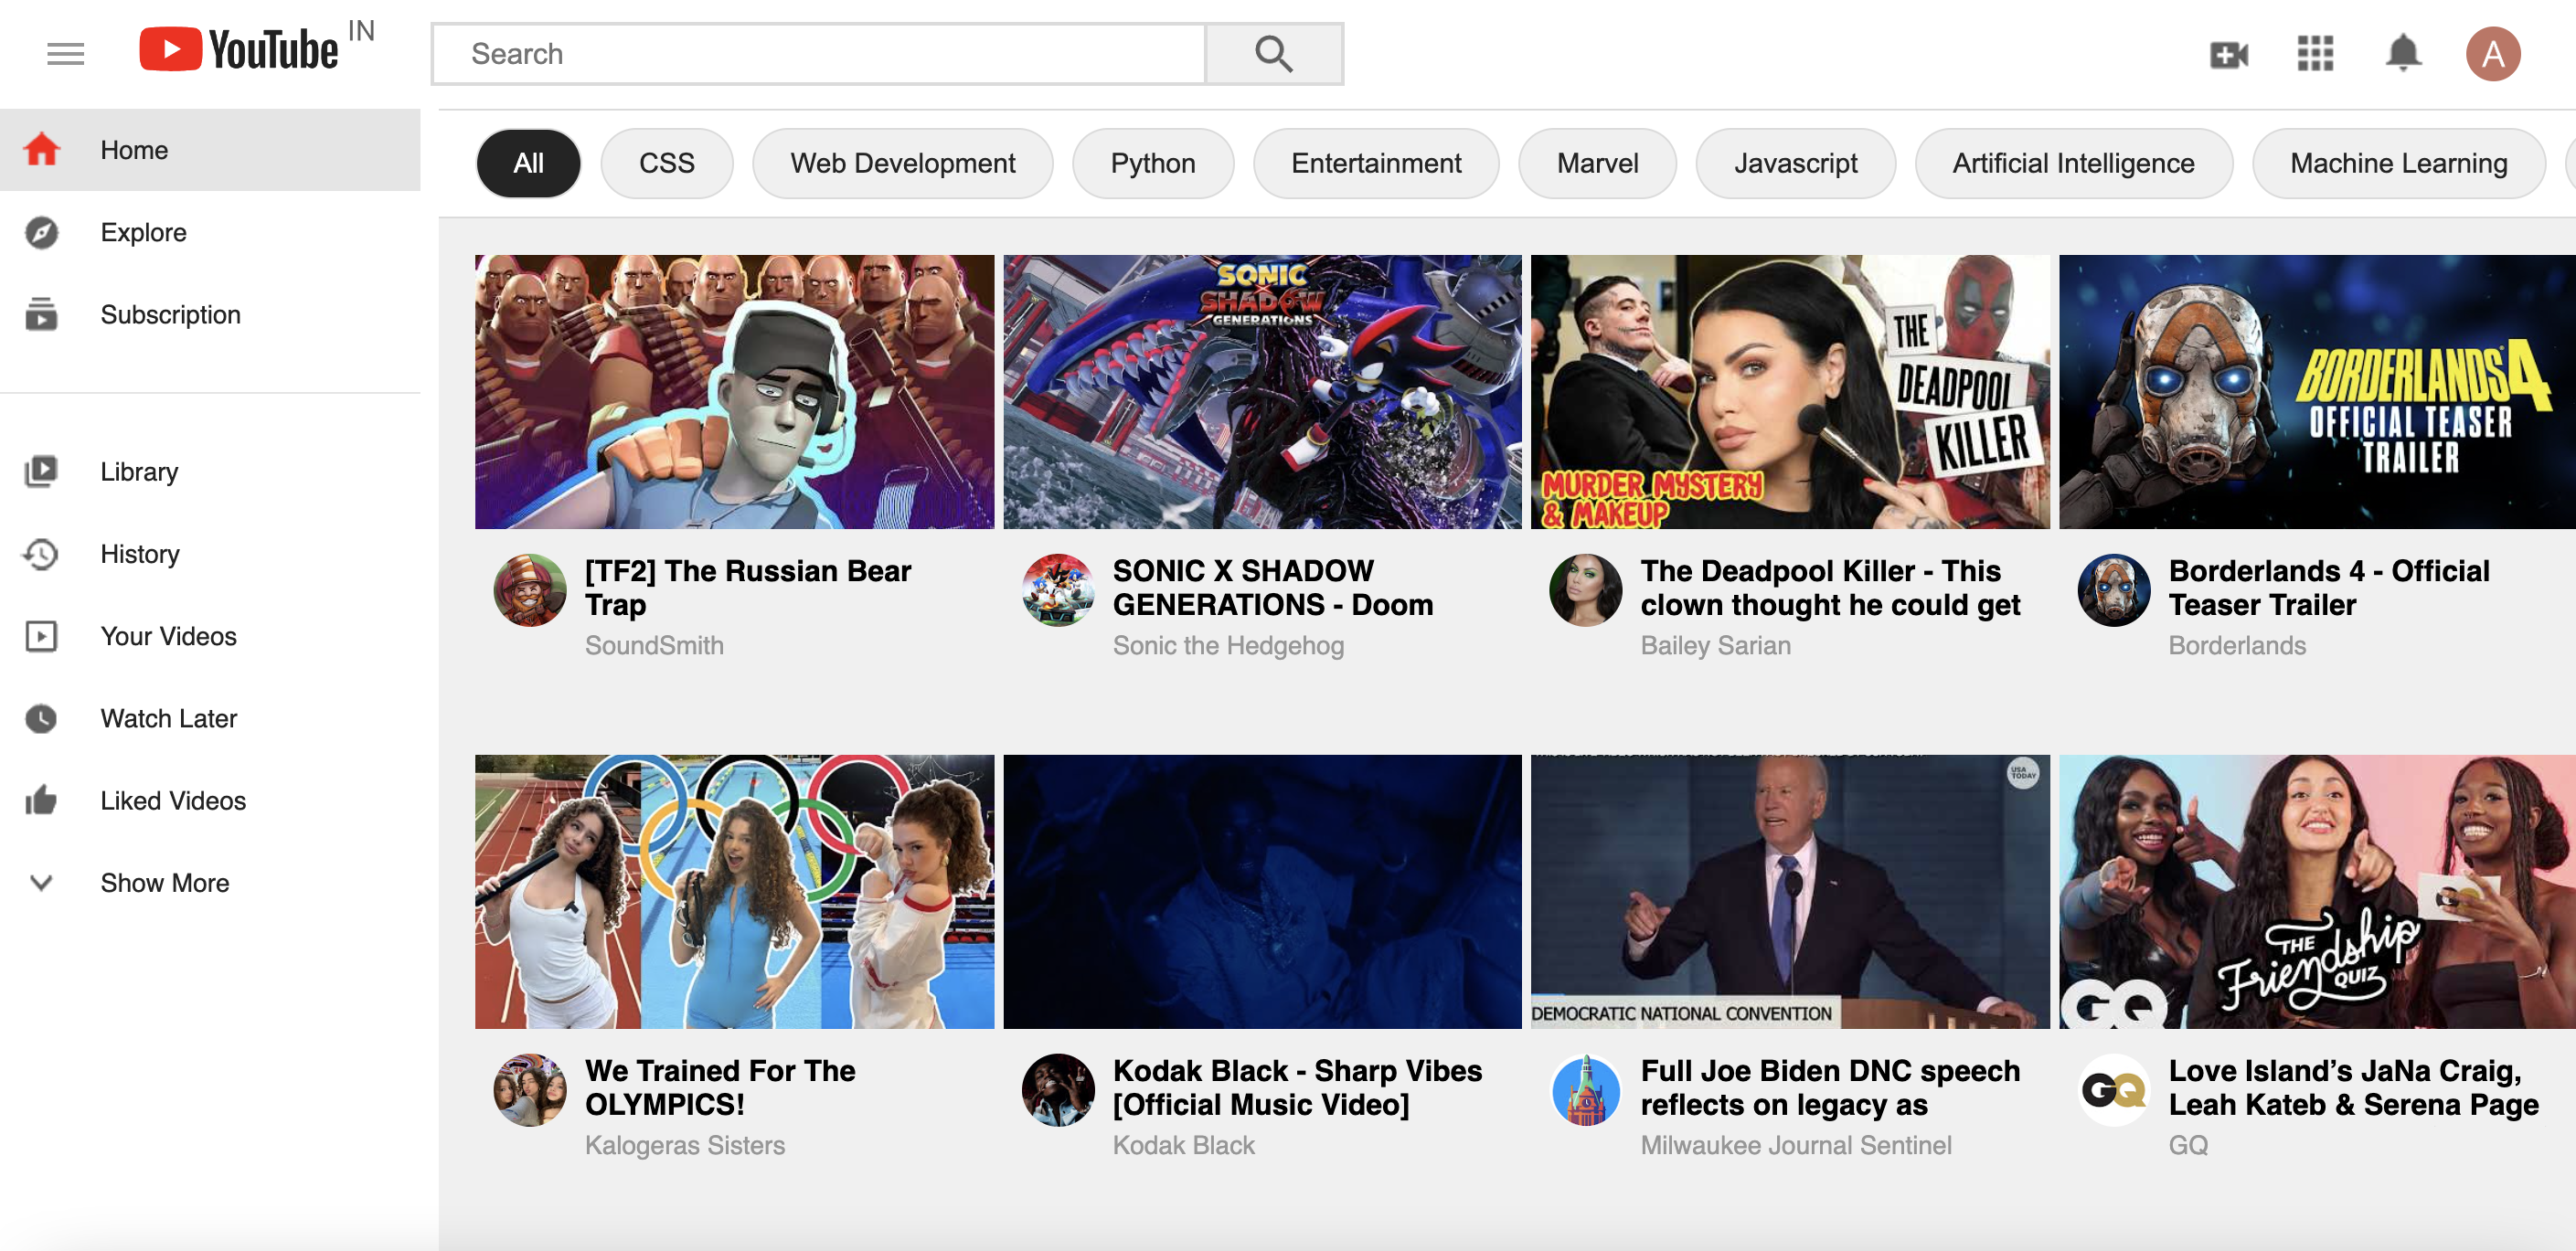 YouTube IN
Search
A
Home
Explore
Subscription
Library
History
Your Videos
Watch Later
Liked Videos
Show More
All
CSS
Web Development
Python
Entertainment
Marvel
Javascript
Artificial Intelligence
Machine Learning
SONIC
X
SHADOW
GENERATIONS
THE
DEADPOOL
KILLER
MURDER MYSTERY
& MAKEUP
BORDERLANDS 4
OFFICIAL TEASER
TRAILER
[TF2] The Russian Bear
Trap
SoundSmith
SONIC X SHADOW
GENERATIONS - Doom
Sonic the Hedgehog
The Deadpool Killer - This
clown thought he could get
Bailey Sarian
Borderlands 4 - Official
Teaser Trailer
Borderlands
USA
TODAY
DEMOCRATIC NATIONAL CONVENTION
THE
Friendship
QUIZ
GQ
We Trained For The
OLYMPICS!
Kalogeras Sisters
Kodak Black - Sharp Vibes
[Official Music Video]
Kodak Black
Full Joe Biden DNC speech
reflects on legacy as
Milwaukee Journal Sentinel
GQ
Love Island’s JaNa Craig,
Leah Kateb & Serena Page
GQ